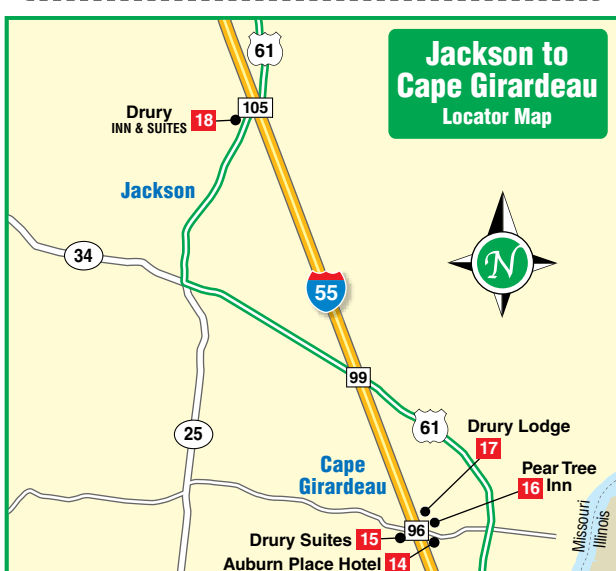 Jackson to
Cape Girardeau
Locator Map
61
105
Drury
INN & SUITES 18
Jackson
34
N
55
99
61
25
Drury Lodge
17
Cape
Girardeau
Pear Tree
16 Inn
96
Drury Suites 15
Auburn Place Hotel 14
Missouri
Illinois